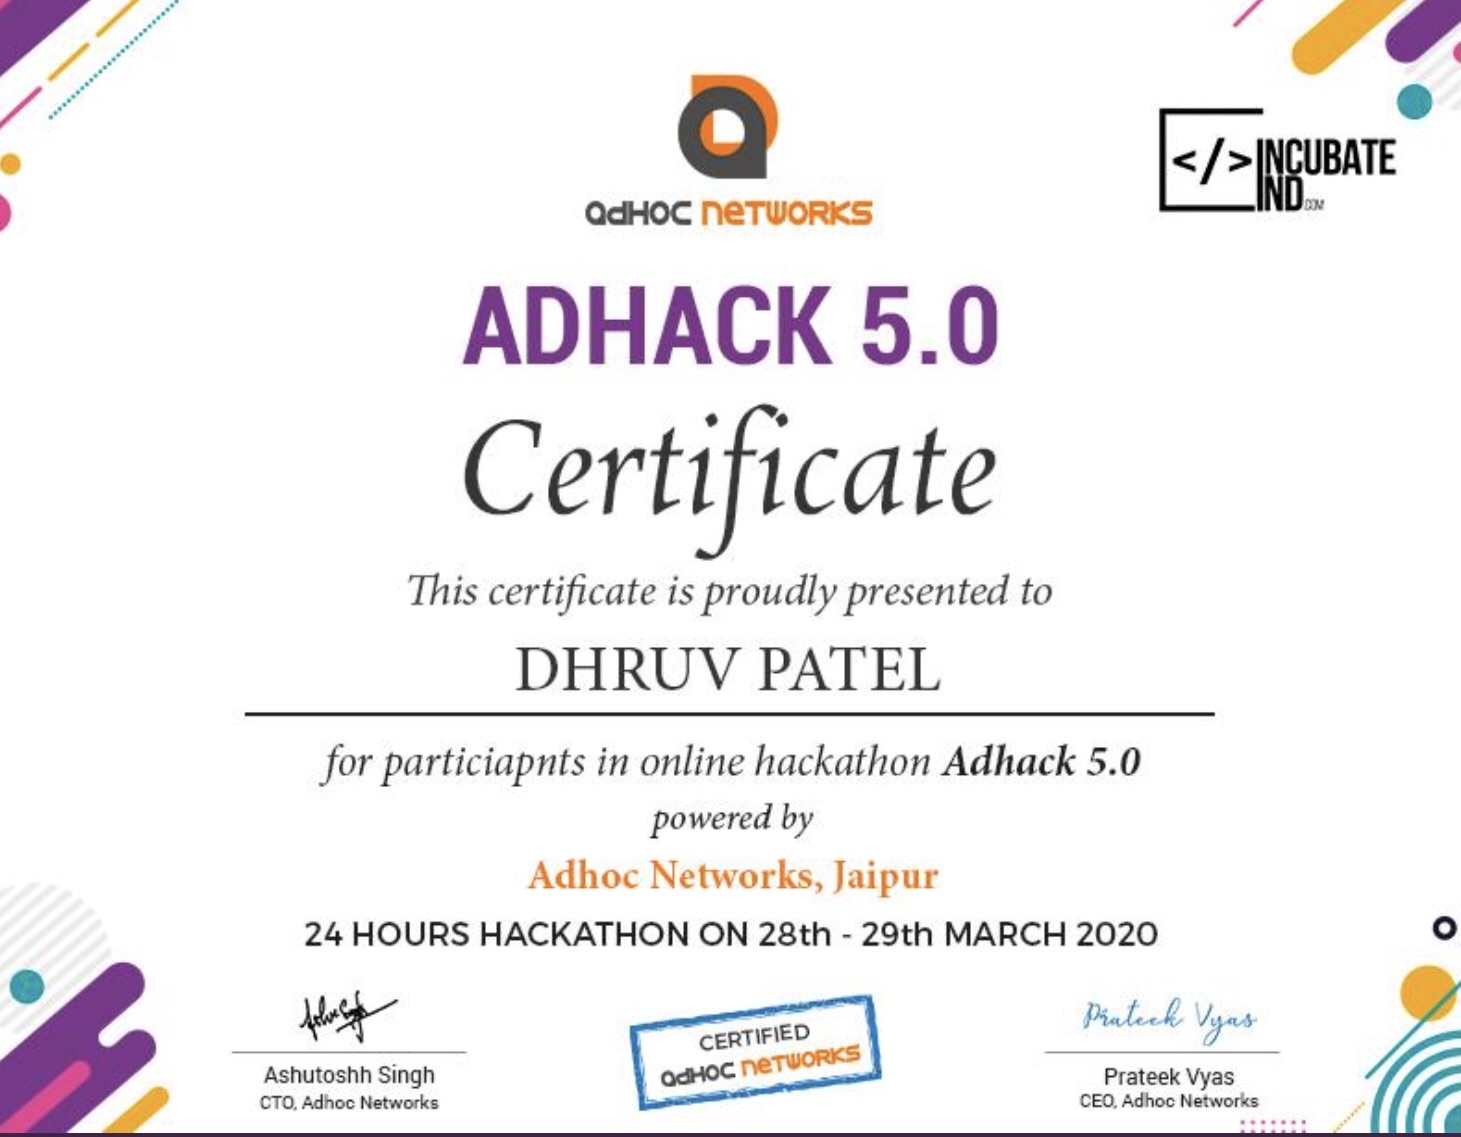 adHOC NeTWORKS
</> INCUBATE
IND.COM
ADHACK 5.0
Certificate
This certificate is proudly presented to
DHRUV PATEL
for particiapnts in online hackathon Adhack 5.0
powered by
Adhoc Networks, Jaipur
24 HOURS HACKATHON ON 28th - 29th MARCH 2020
Prateek Vyas
Ashutoshh Singh
CTO, Adhoc Networks
CERTIFIED
adHOC NeTWORKS
Prateek Vyas
CEO, Adhoc Networks